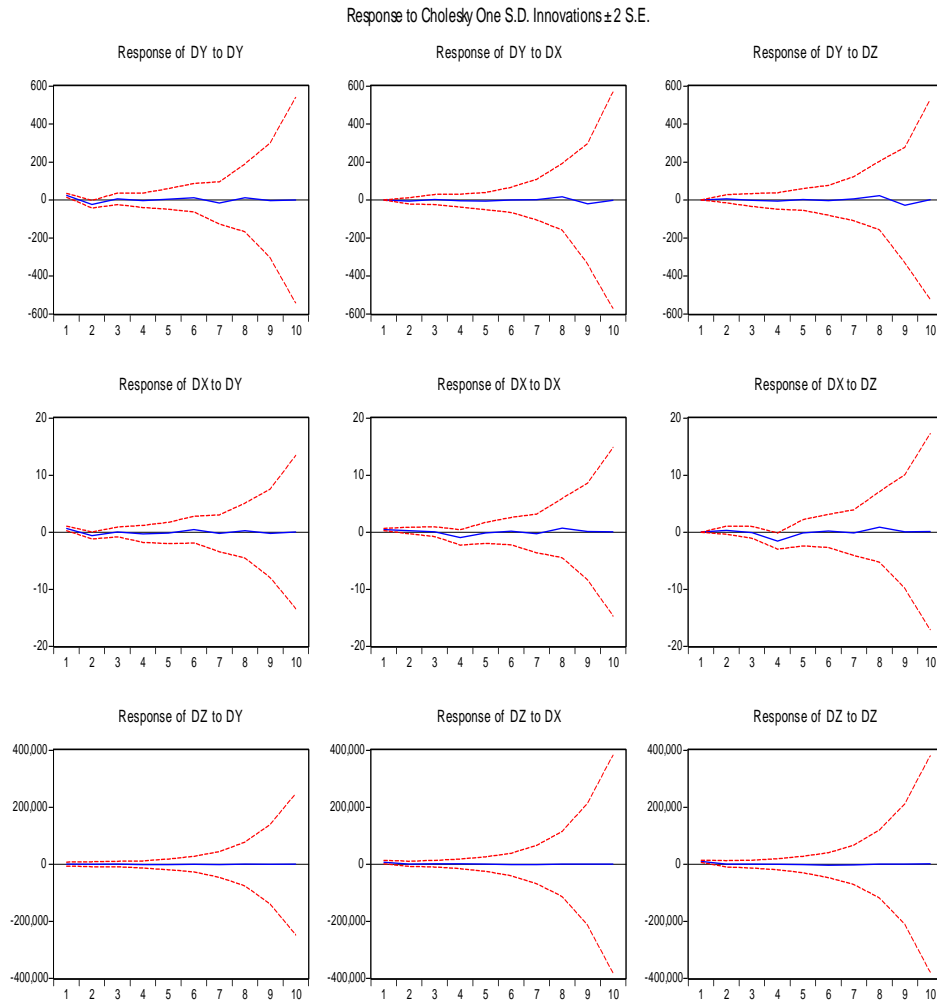 Response to Cholesky One S.D. Innovations ± 2 S.E.
Response of DY to DY
600
400
200
0
-200
-400
-600
1 2 3 4 5 6 7 8 9 10
Response of DY to DX
600
400
200
0
-200
-400
-600
1 2 3 4 5 6 7 8 9 10
Response of DY to DZ
600
400
200
0
-200
-400
-600
1 2 3 4 5 6 7 8 9 10
Response of DX to DY
20
10
0
-10
-20
1 2 3 4 5 6 7 8 9 10
Response of DX to DX
20
10
0
-10
-20
1 2 3 4 5 6 7 8 9 10
Response of DX to DZ
20
10
0
-10
-20
1 2 3 4 5 6 7 8 9 10
Response of DZ to DY
400,000
200,000
0
-200,000
-400,000
1 2 3 4 5 6 7 8 9 10
Response of DZ to DX
400,000
200,000
0
-200,000
-400,000
1 2 3 4 5 6 7 8 9 10
Response of DZ to DZ
400,000
200,000
0
-200,000
-400,000
1 2 3 4 5 6 7 8 9 10